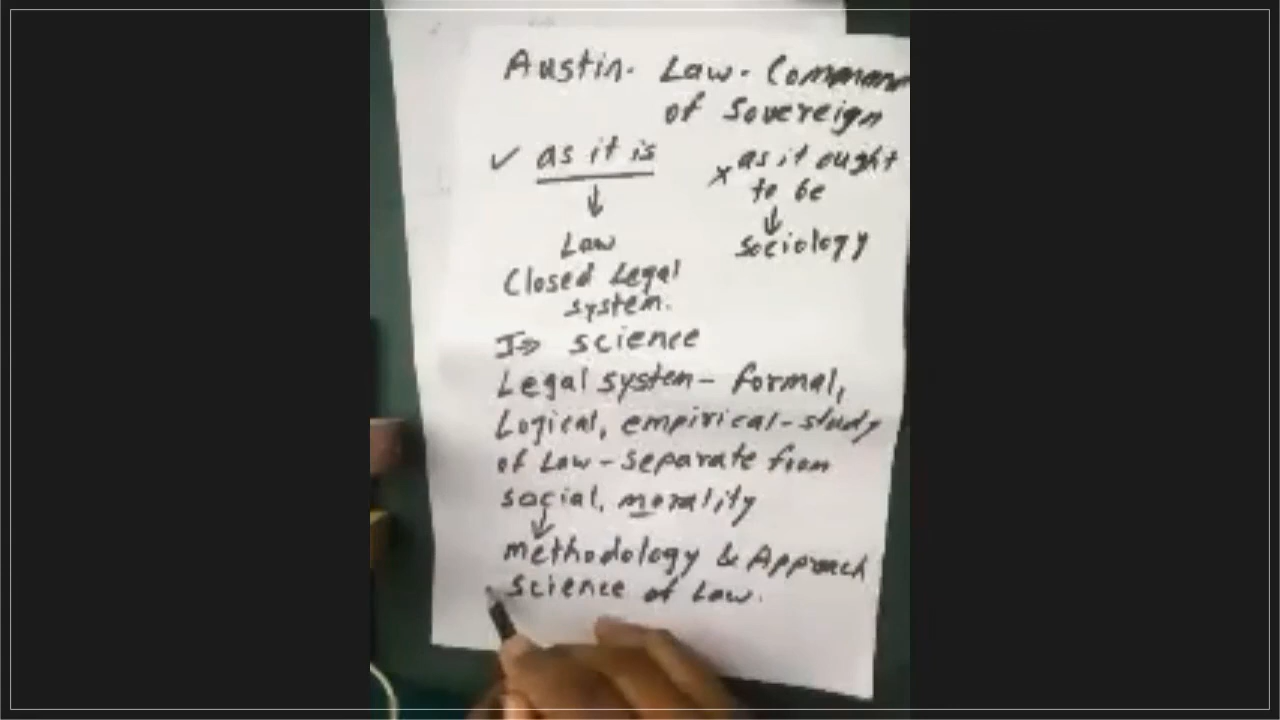 Austin. Law. Comman
of Sovereign
✓ as it is
x as it ought
to be
↓
↓
Law
Sociology
Closed Legal
system.
J => science
Legal system - formal,
Logical, empirical - study
of Law - separate from
social, morality
↓
methodology & Approach
science of Law.